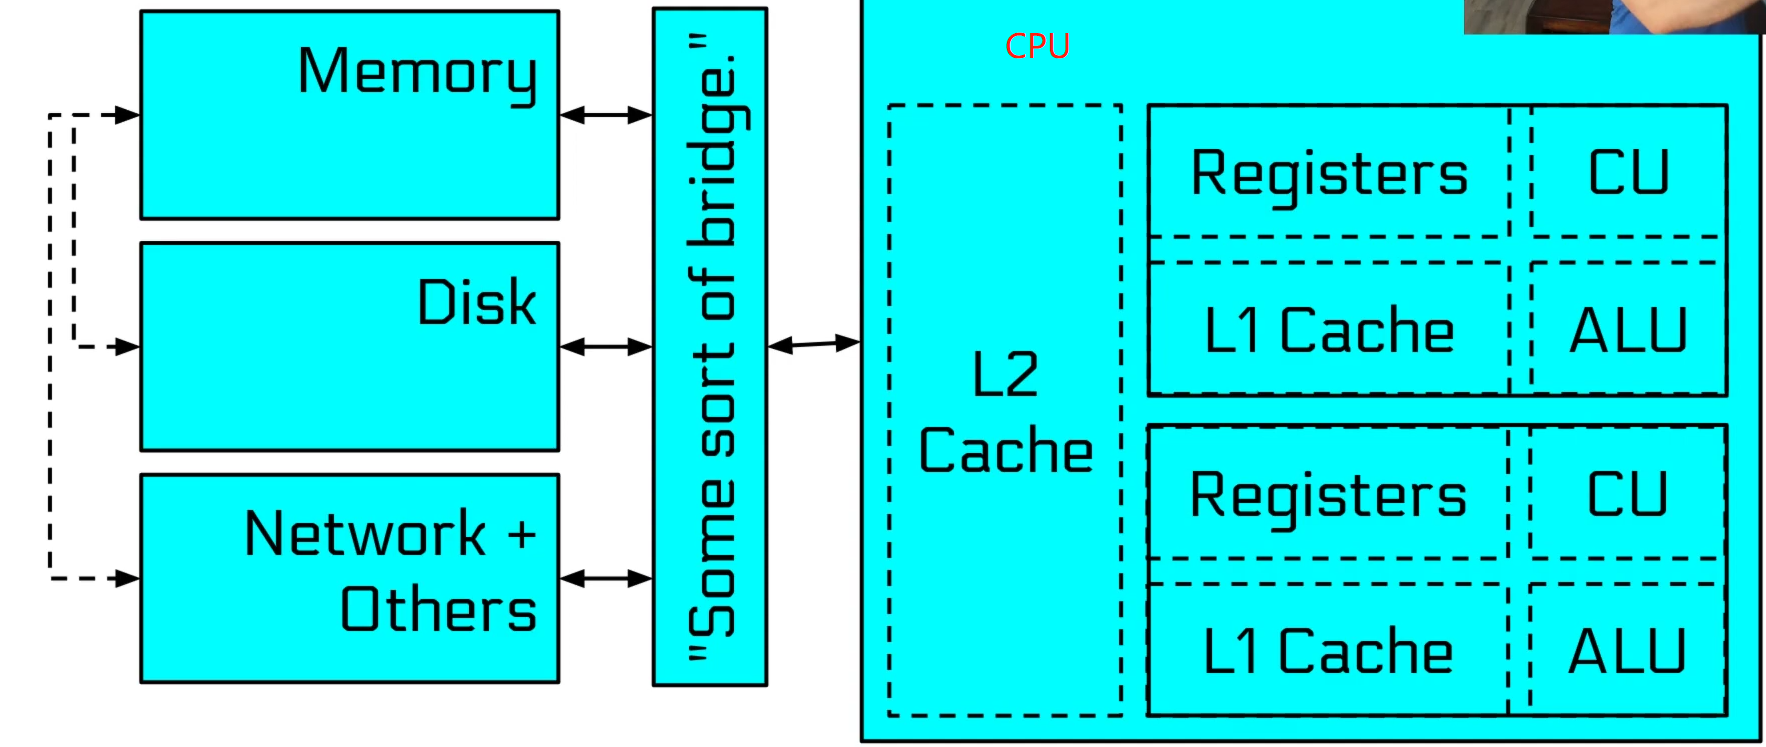 Memory
Disk
Network +
Others
"Some sort of bridge."
CPU
L2
Cache
Registers
CU
L1 Cache
ALU
Registers
CU
L1 Cache
ALU